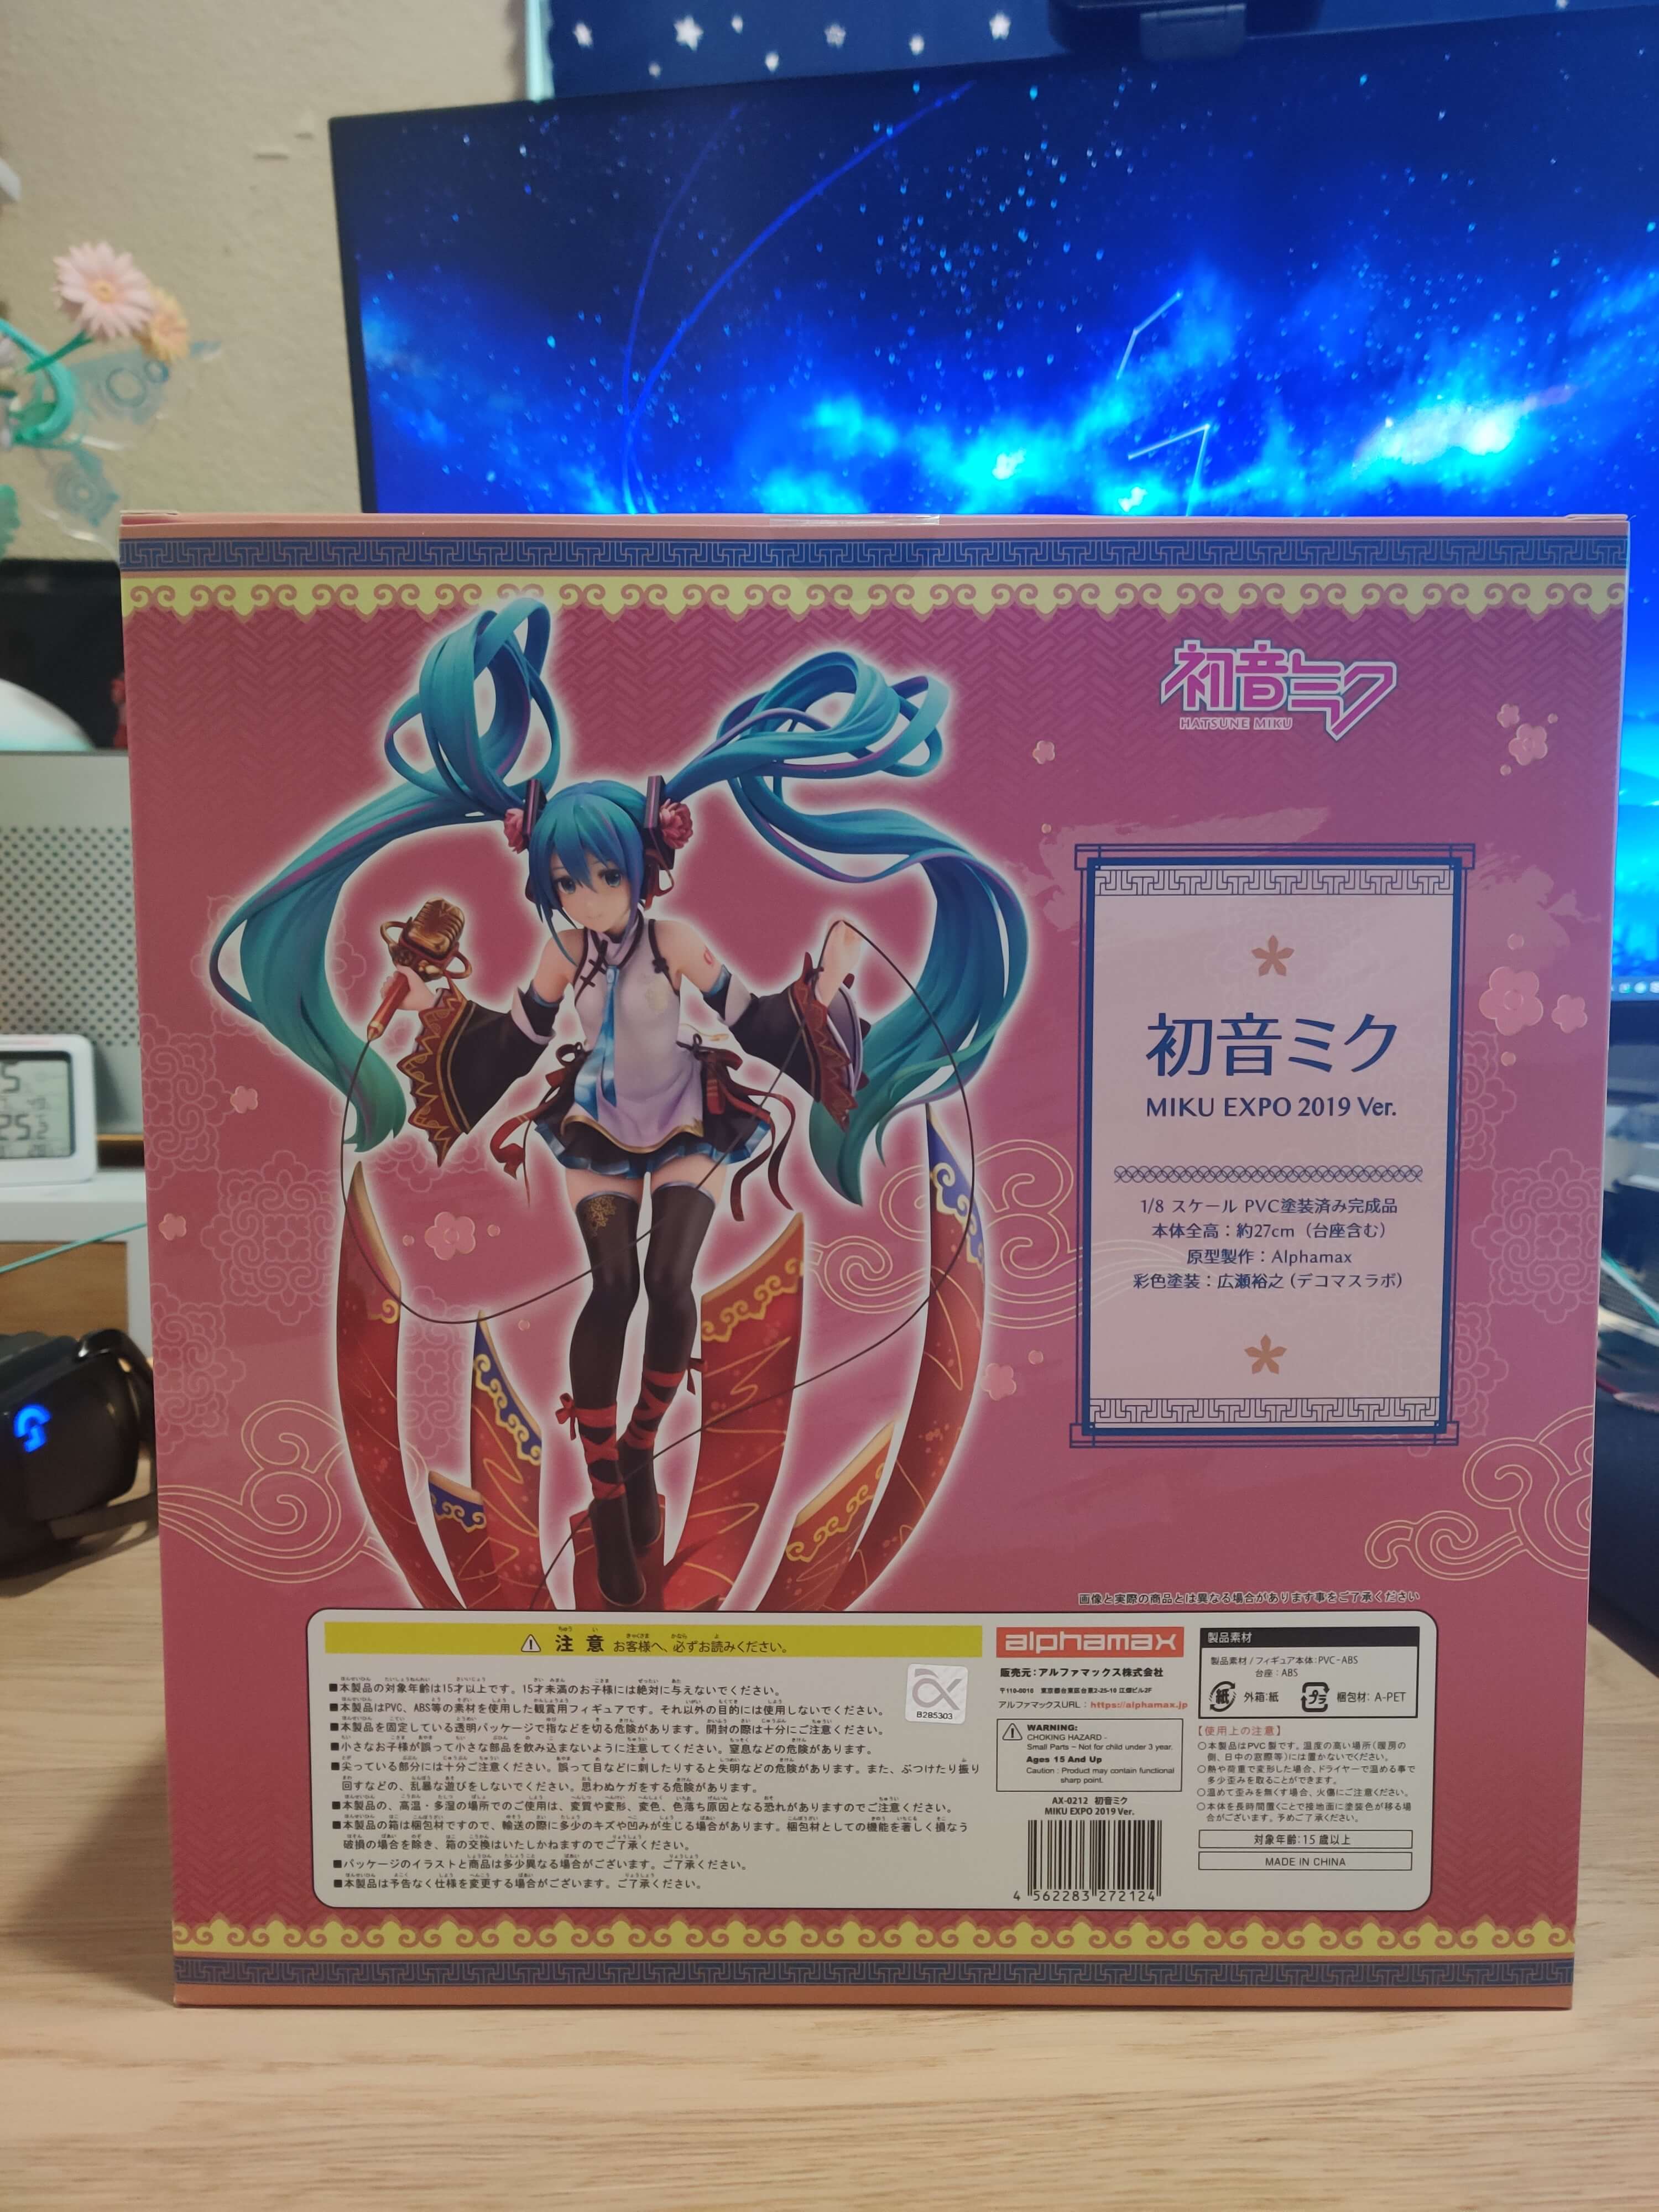 初音ミク
HATSUNE MIKU
初音ミク
MIKU EXPO 2019 Ver.
1/8 スケール PVC塗装済み完成品
本体全高：約27cm（台座含む）
原型製作：Alphamax
彩色塗装：広瀬裕之（デコマスラボ）
画像と実際の商品とは異なる場合があります事をご了承ください
注意 お客様へ、必ずお読みください。
■本製品の対象年齢は15才以上です。15才未満のお子様には絶対に与えないでください。
■本製品はPVC、ABS等の素材を使用した観賞用フィギュアです。それ以外の目的には使用しないでください。
■本製品を固定している透明パッケージで指などを切る危険があります。開封の際は十分にご注意ください。
■小さなお子様が誤って小さな部品を飲み込まないように注意してください。窒息などの危険があります。
■尖っている部分には十分ご注意ください。誤って目などに刺したりすると失明などの危険があります。また、ぶつけたり振り
回すなどの、乱暴な遊びをしないでください。思わぬケガをする危険があります。
■本製品の、高温・多湿の場所でのご使用は、変質や変形、変色、色落ち原因となる恐れがありますのでご注意ください。
■本製品の箱は梱包材ですので、輸送の際に多少のキズや凹みが生じる場合があります。梱包材としての機能を著しく損なう
破損の場合を除き、箱の交換はいたしかねますのでご了承ください。
■パッケージのイラストと商品は多少異なる場合がございます。ご了承ください。
■本製品は予告なく仕様を変更する場合がございます。ご了承ください。
B285303
alphamax
販売元：アルファマックス株式会社
〒110-0016 東京都台東区台東2-25-10 江畑ビル2F
アルファマックスURL：https://alphamax.jp
WARNING:
CHOKING HAZARD -
Small Parts – Not for child under 3 year.
Ages 15 And Up
Caution : Product may contain functional
sharp point.
AX-0212 初音ミク
MIKU EXPO 2019 Ver.
4 562283 272124
製品素材
製品素材 / フィギュア本体：PVC・ABS
台座：ABS
紙 外箱：紙 プラ 梱包材：A-PET
【使用上の注意】
○本製品はPVC製です。温度の高い場所（暖房の
側、日中の窓際等）には置かないでください。
○熱や荷重で変形した場合、ドライヤーで温める事で
多少歪みを取ることができます。
○温めて歪みを無くす場合、火傷にご注意ください。
○本体を長時間置くことで接地面に塗装色が移る場
合がございます。予めご了承ください。
対象年齢：15歳以上
MADE IN CHINA